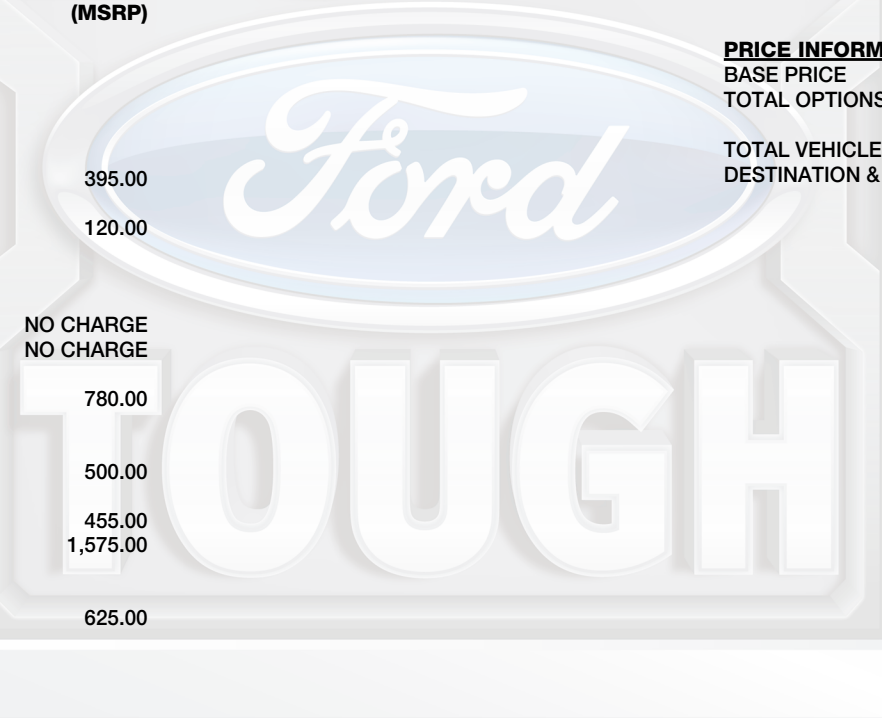 (MSRP)
395.00
120.00
NO CHARGE
NO CHARGE
780.00
500.00
455.00
1,575.00
625.00
PRICE INFORM
BASE PRICE
TOTAL OPTIONS
TOTAL VEHICLE
DESTINATION &
Ford
TOUGH